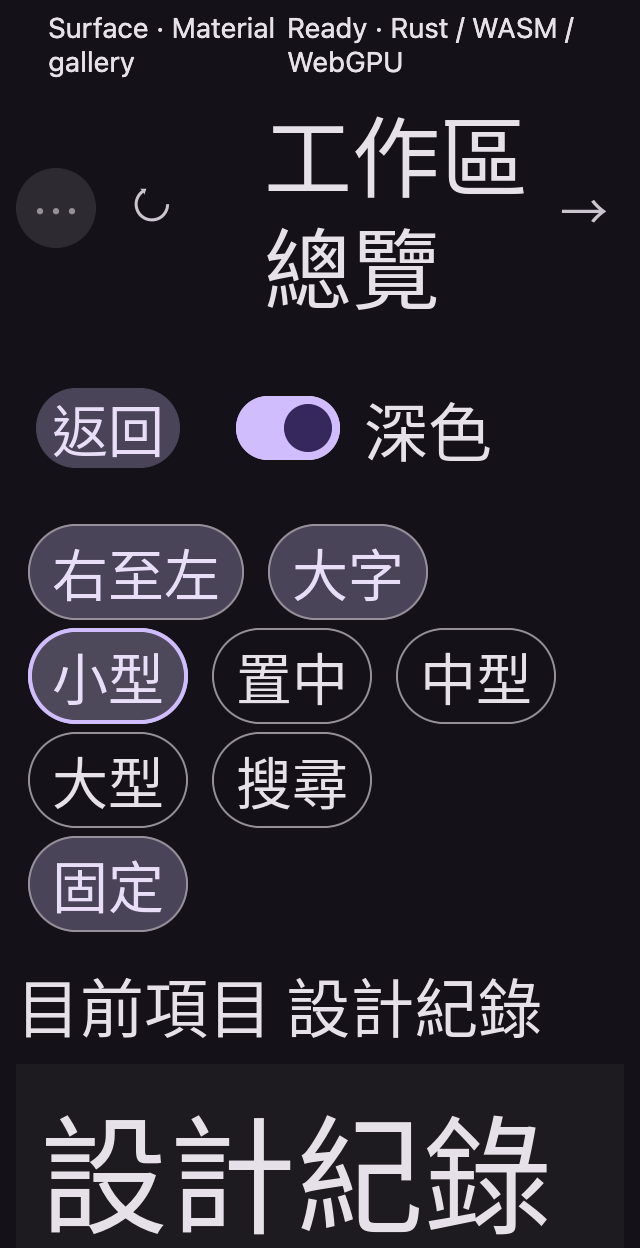 Surface · Material gallery
Ready · Rust / WASM / WebGPU
工作區
總覽
返回
深色
右至左
大字
小型
置中
中型
大型
搜尋
固定
目前項目 設計紀錄
設計紀錄